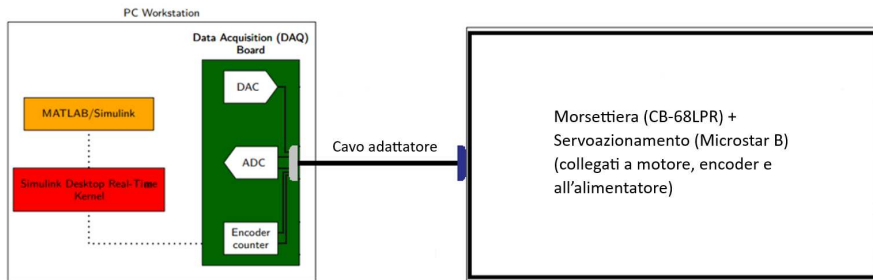 PC Workstation
Data Acquisition (DAQ)
Board
DAC
MATLAB/Simulink
ADC
Simulink Desktop Real-Time
Kernel
Encoder
counter
Cavo adattatore
Morsettiera (CB-68LPR) +
Servoazionamento (Microstar B)
(collegati a motore, encoder e
all’alimentatore)